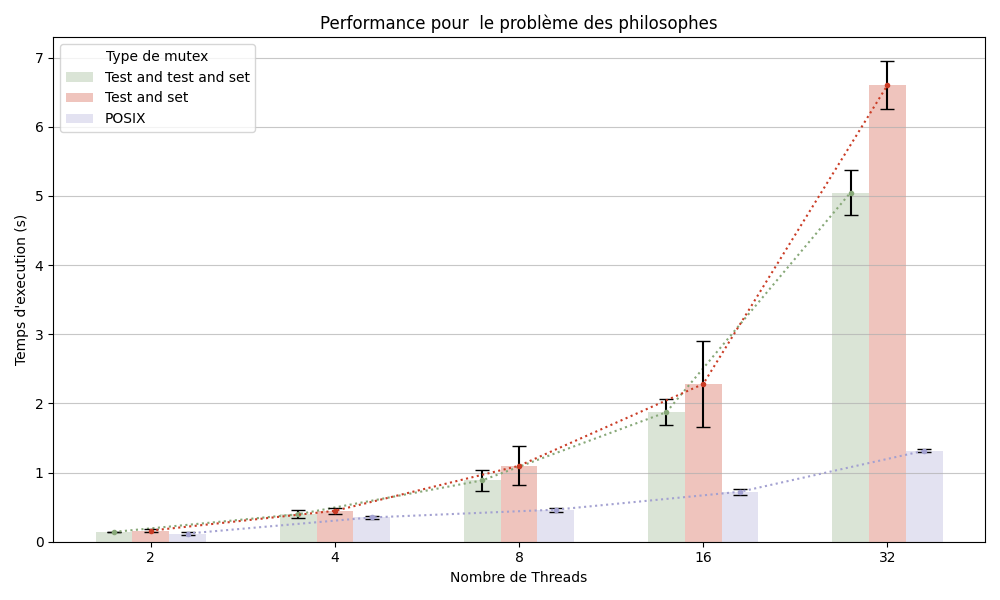 Performance pour  le problème des philosophes
Type de mutex
Test and test and set
Test and set
POSIX
Temps d'execution (s)
7
6
5
4
3
2
1
0
2
4
8
16
32
Nombre de Threads